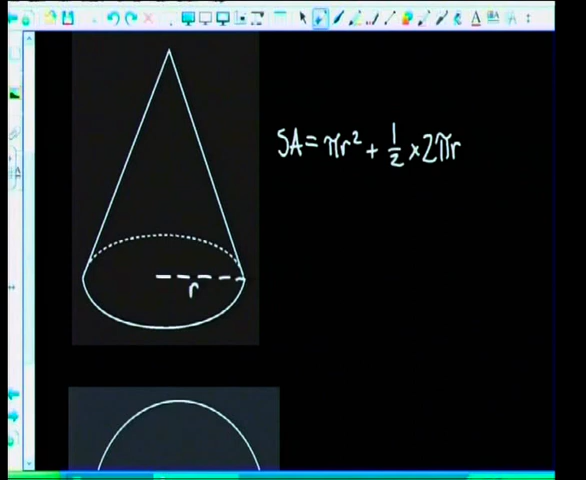 SA = πr² + 1/2 × 2πr
r